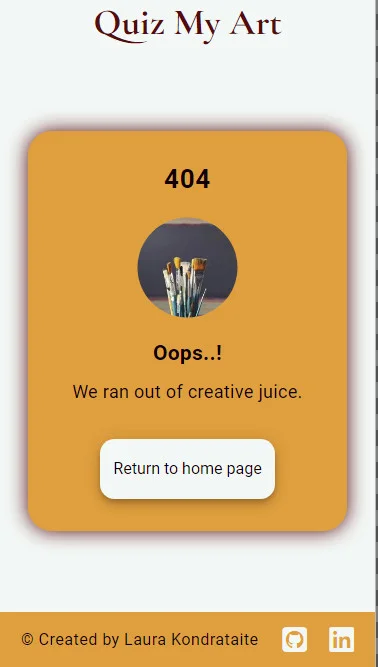 Quiz My Art
404
Oops..!
We ran out of creative juice.
Return to home page
© Created by Laura Kondrataite
in